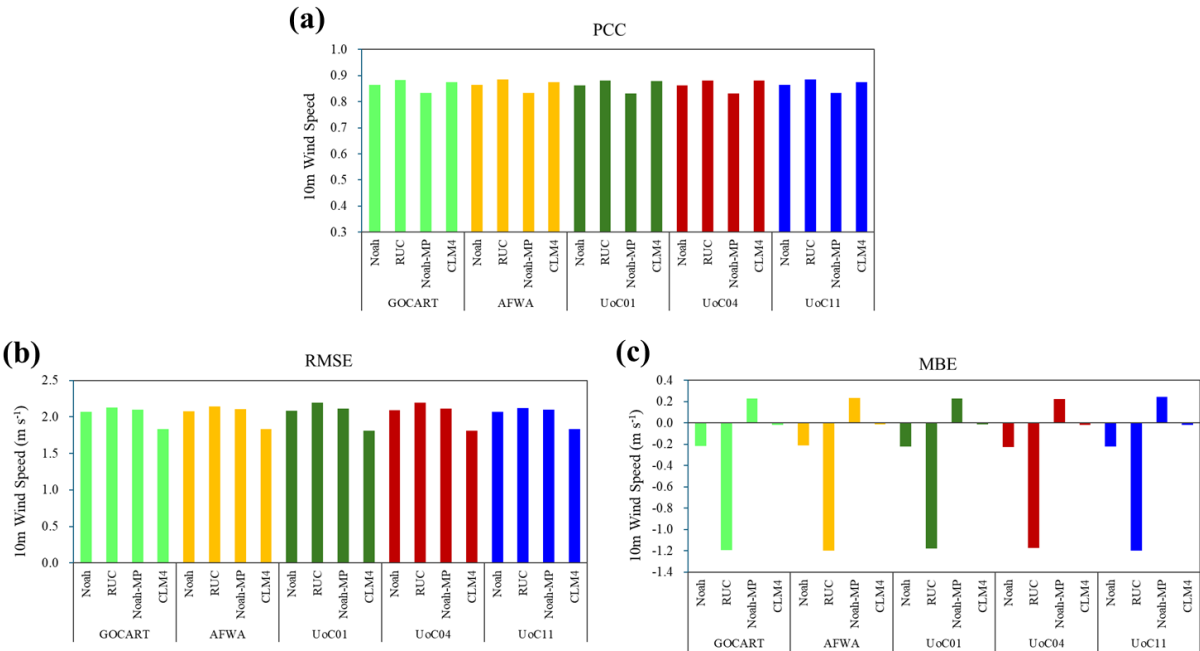 (a)
PCC
10m Wind Speed
1.0
0.9
0.8
0.7
0.6
0.5
0.4
0.3
Noah RUC Noah-MP CLM4 Noah RUC Noah-MP CLM4 Noah RUC Noah-MP CLM4 Noah RUC Noah-MP CLM4 Noah RUC Noah-MP CLM4
GOCART AFWA UoC01 UoC04 UoC11
(b)
RMSE
10m Wind Speed (m s⁻¹)
2.5
2.0
1.5
1.0
0.5
0.0
Noah RUC Noah-MP CLM4 Noah RUC Noah-MP CLM4 Noah RUC Noah-MP CLM4 Noah RUC Noah-MP CLM4 Noah RUC Noah-MP CLM4
GOCART AFWA UoC01 UoC04 UoC11
(c)
MBE
10m Wind Speed (m s⁻¹)
0.4
0.2
0.0
-0.2
-0.4
-0.6
-0.8
-1.0
-1.2
-1.4
Noah RUC Noah-MP CLM4 Noah RUC Noah-MP CLM4 Noah RUC Noah-MP CLM4 Noah RUC Noah-MP CLM4 Noah RUC Noah-MP CLM4
GOCART AFWA UoC01 UoC04 UoC11